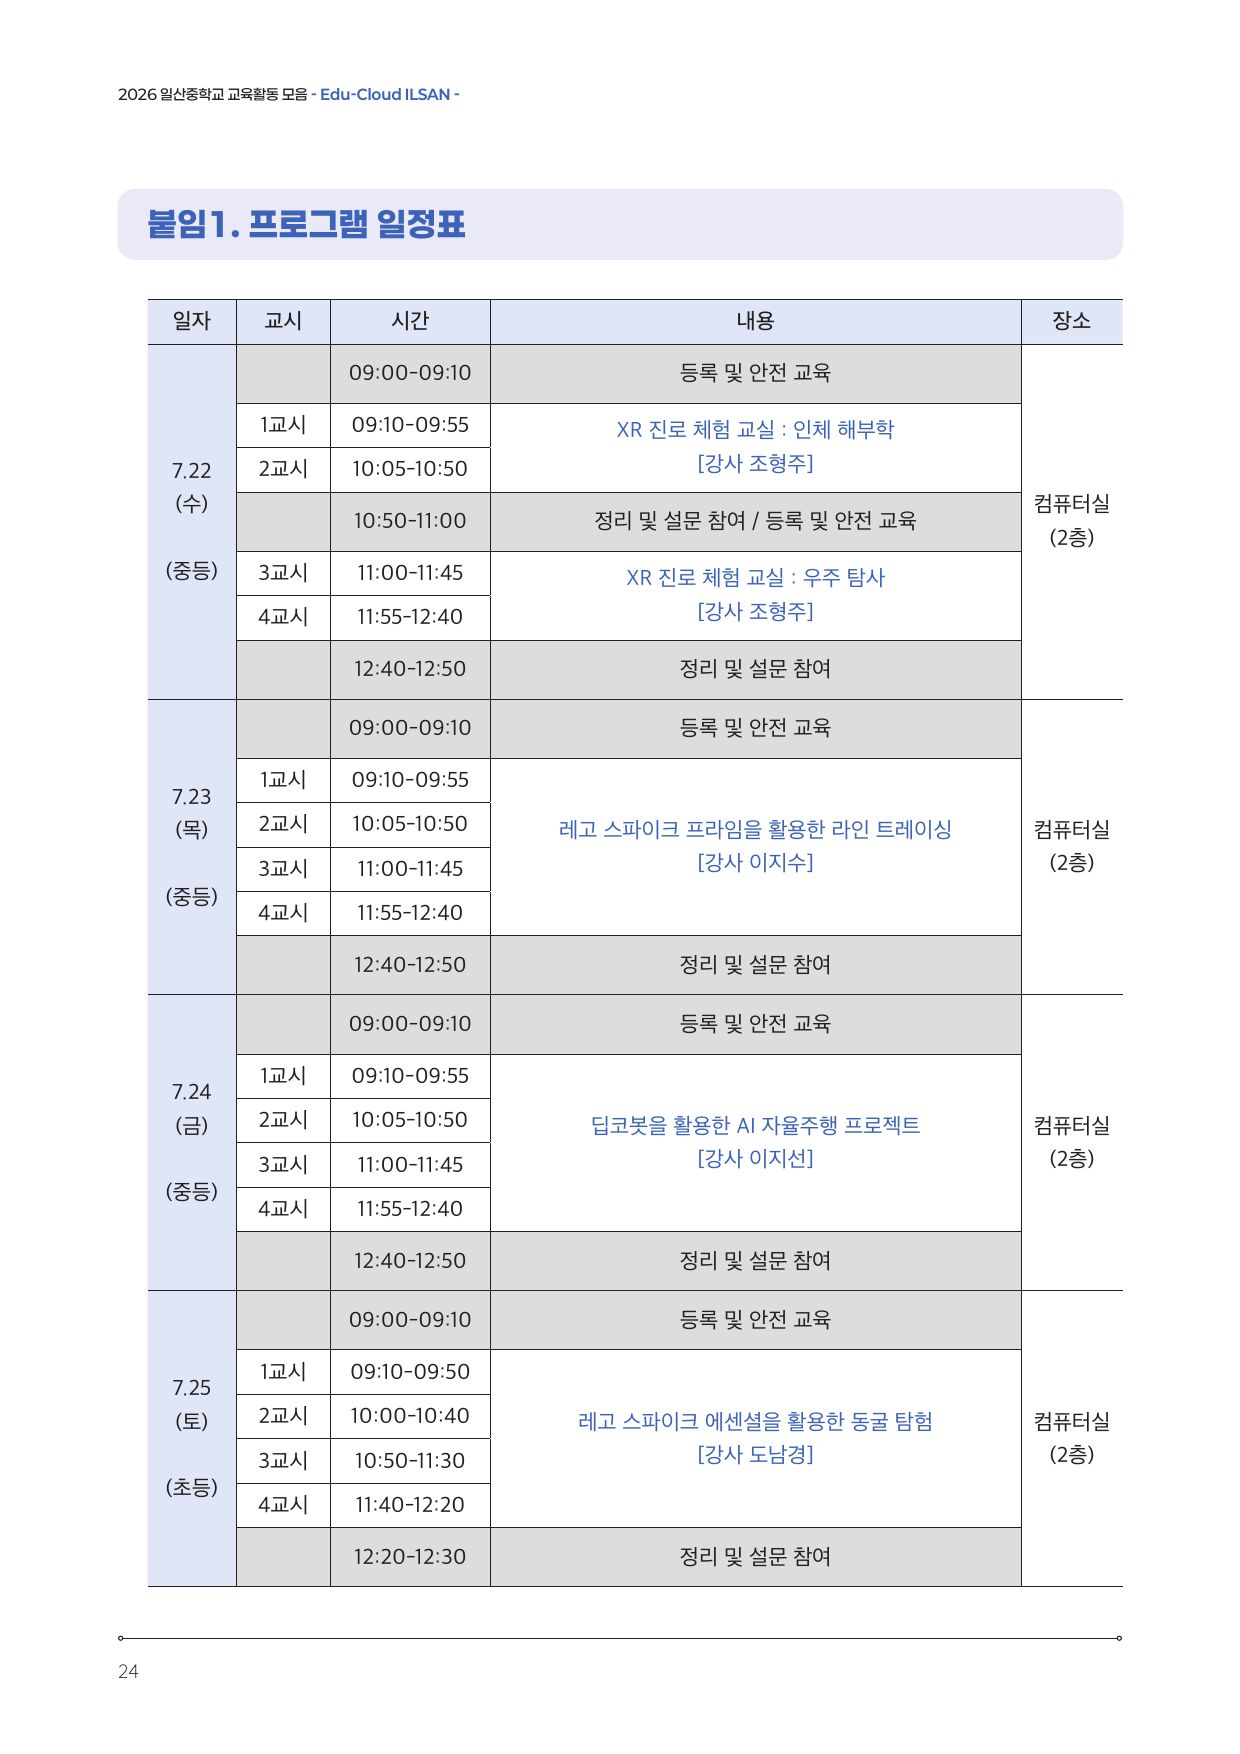 2026 일산중학교 교육활동 모음 - Edu-Cloud ILSAN -
붙임1. 프로그램 일정표
일자 교시 시간 내용 장소
7.22
(수)
(중등)
09:00-09:10 등록 및 안전 교육
1교시 09:10-09:55
2교시 10:05-10:50
XR 진로 체험 교실 : 인체 해부학
[강사 조형주]
10:50-11:00 정리 및 설문 참여 / 등록 및 안전 교육
3교시 11:00-11:45
4교시 11:55-12:40
XR 진로 체험 교실 : 우주 탐사
[강사 조형주]
12:40-12:50 정리 및 설문 참여
컴퓨터실
(2층)
7.23
(목)
(중등)
09:00-09:10 등록 및 안전 교육
1교시 09:10-09:55
2교시 10:05-10:50
3교시 11:00-11:45
4교시 11:55-12:40
레고 스파이크 프라임을 활용한 라인 트레이싱
[강사 이지수]
12:40-12:50 정리 및 설문 참여
컴퓨터실
(2층)
7.24
(금)
(중등)
09:00-09:10 등록 및 안전 교육
1교시 09:10-09:55
2교시 10:05-10:50
3교시 11:00-11:45
4교시 11:55-12:40
딥코봇을 활용한 AI 자율주행 프로젝트
[강사 이지선]
12:40-12:50 정리 및 설문 참여
컴퓨터실
(2층)
7.25
(토)
(초등)
09:00-09:10 등록 및 안전 교육
1교시 09:10-09:50
2교시 10:00-10:40
3교시 10:50-11:30
4교시 11:40-12:20
레고 스파이크 에센셜을 활용한 동굴 탐험
[강사 도남경]
12:20-12:30 정리 및 설문 참여
컴퓨터실
(2층)
24